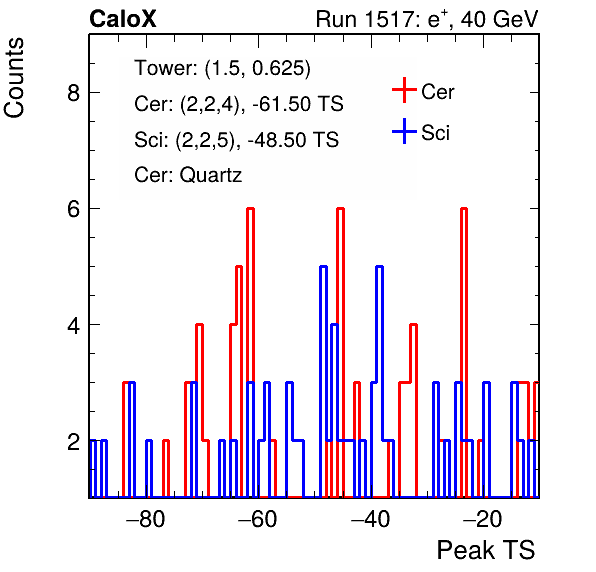 CaloX Run 1517: e⁺, 40 GeV
Counts
Tower: (1.5, 0.625)
Cer: (2,2,4), -61.50 TS
Sci: (2,2,5), -48.50 TS
Cer: Quartz
Cer
Sci
8
6
4
2
−80 −60 −40 −20
Peak TS